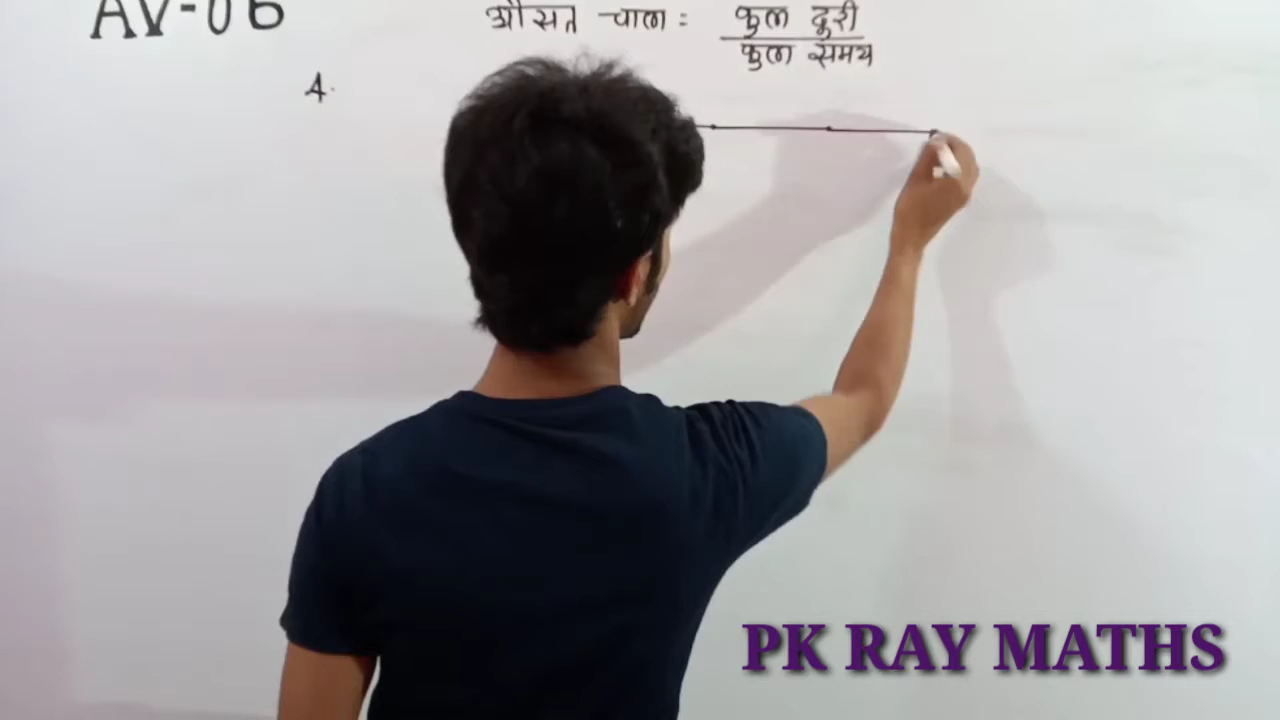 AV-06
औसत चाल = कुल दूरी
कुल समय
4.
PK RAY MATHS